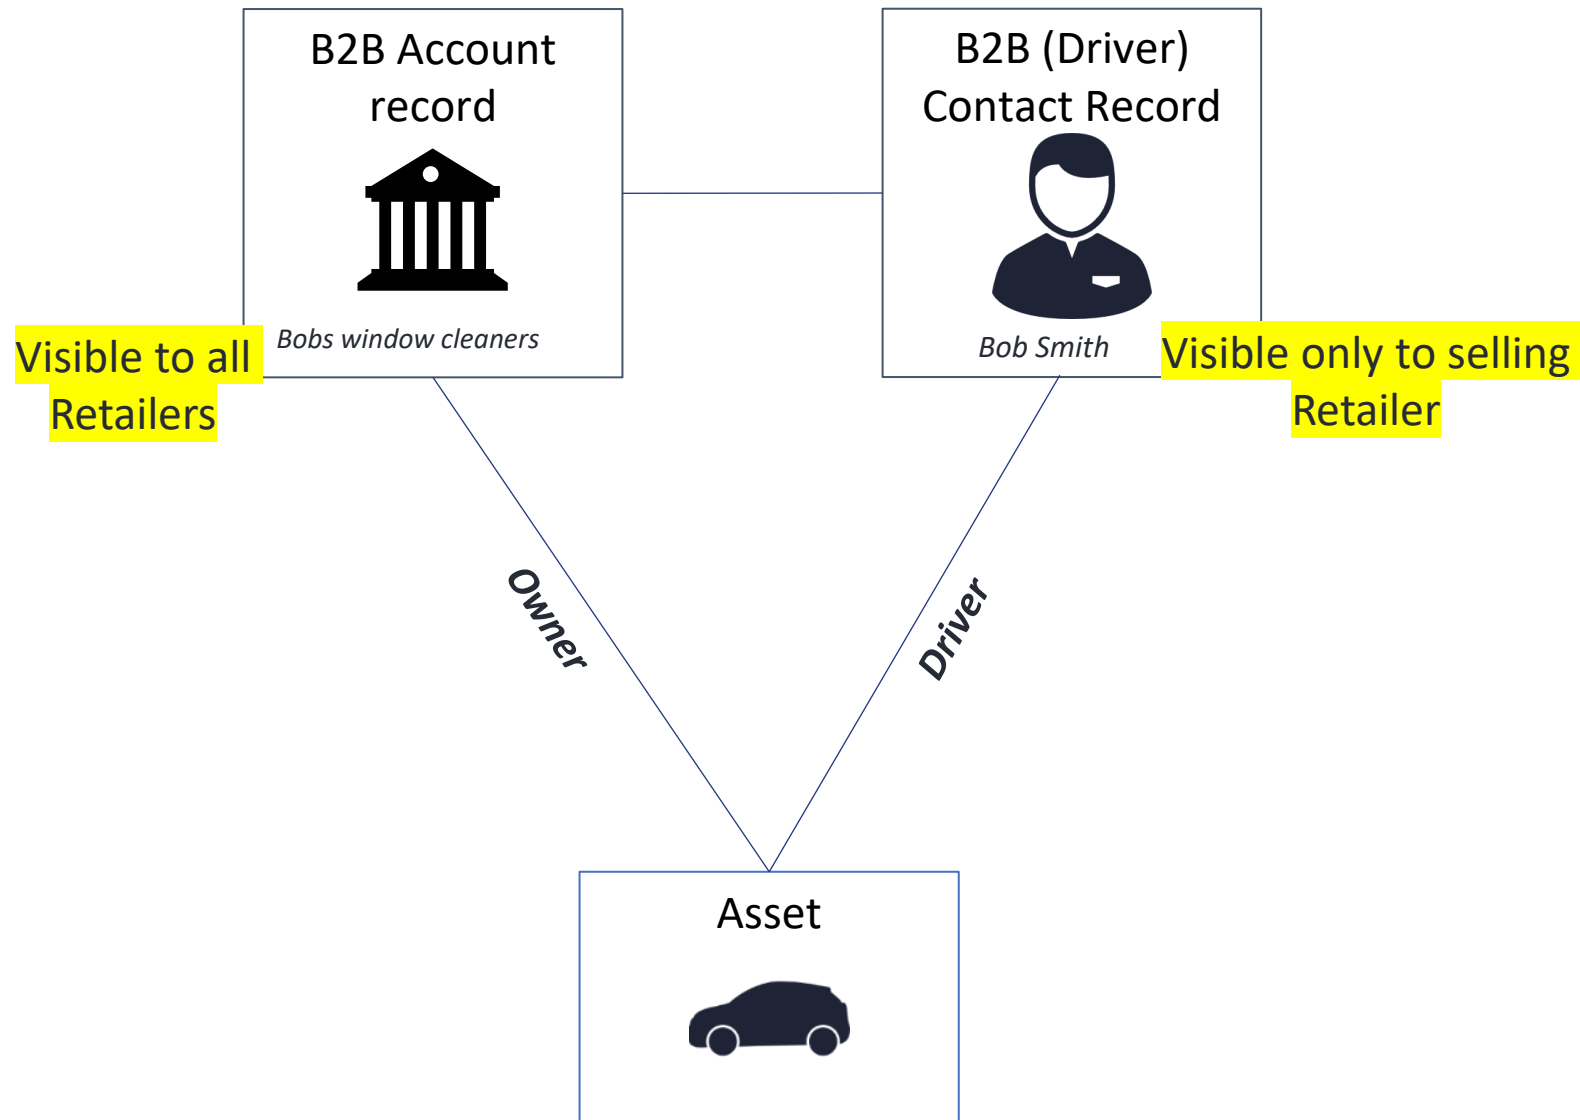 B2B Account
record
Bobs window cleaners
Visible to all
Retailers
B2B (Driver)
Contact Record
Bob Smith
Visible only to selling
Retailer
Owner
Driver
Asset